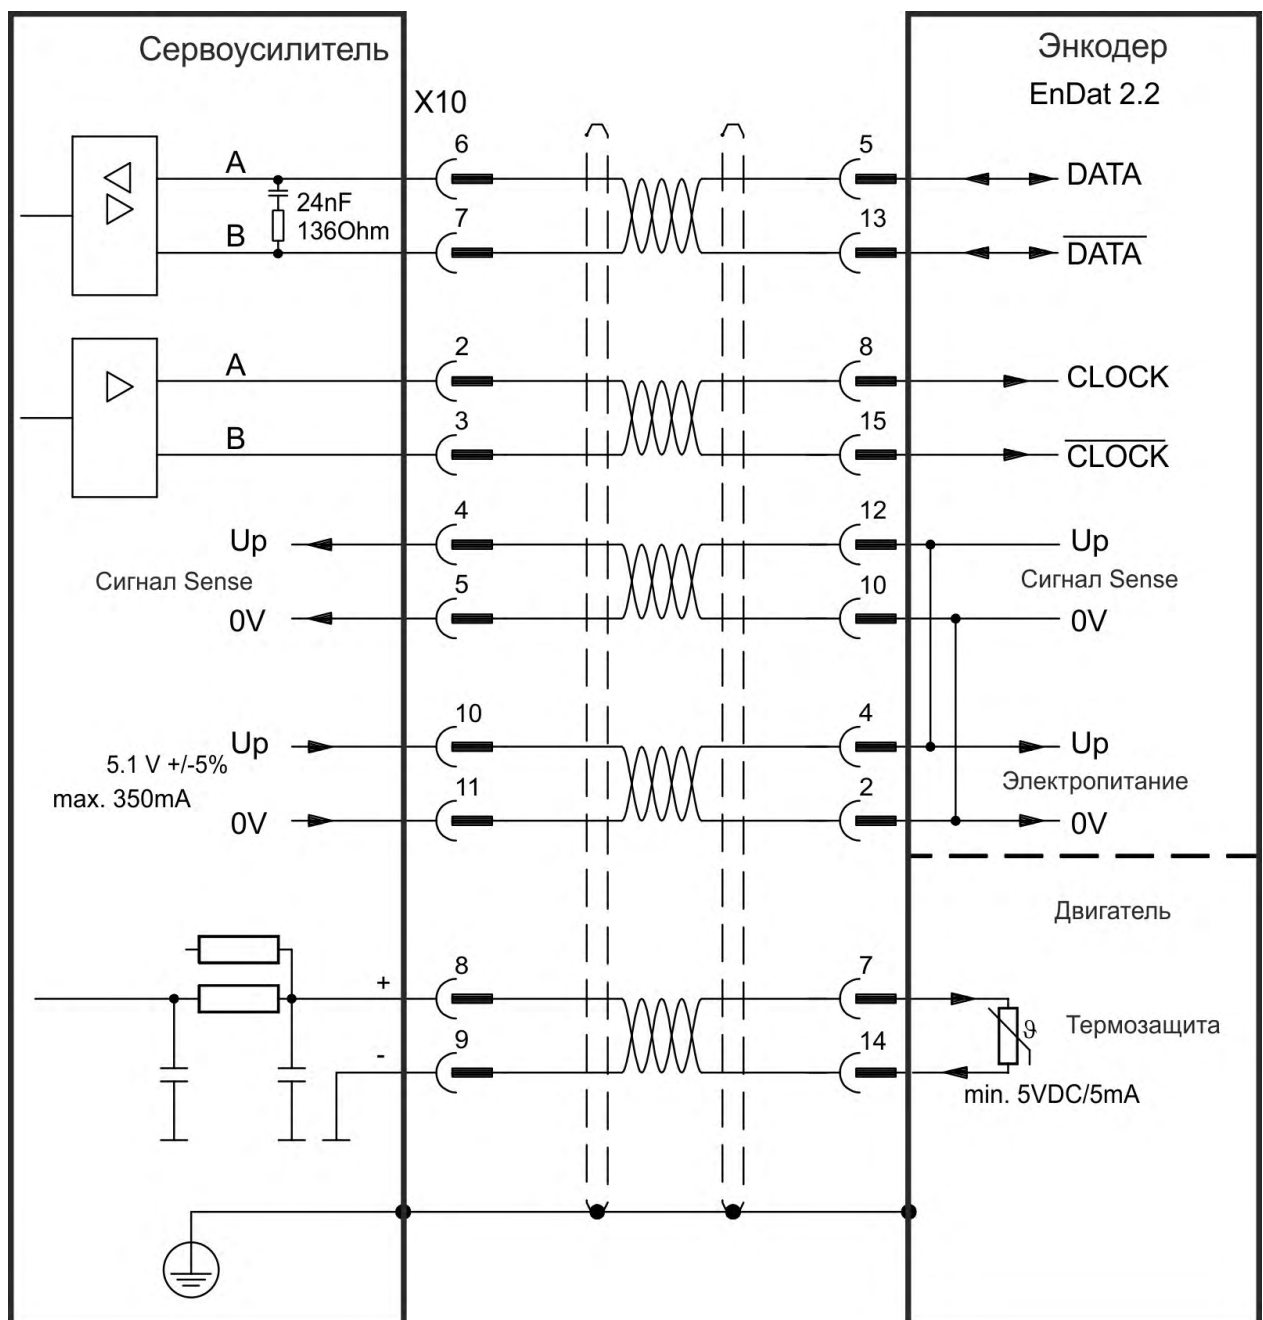 Сервоусилитель
Энкодер
EnDat 2.2
X10
A
6
5
DATA
24nF
136Ohm
B
7
13
DATA
A
2
8
CLOCK
B
3
15
CLOCK
Up
4
12
Up
Сигнал Sense
Сигнал Sense
0V
5
10
0V
Up
10
4
Up
5.1 V +/-5%
max. 350mA
Электропитание
0V
11
2
0V
Двигатель
+
8
7
ϑ
Термозащита
-
9
14
min. 5VDC/5mA